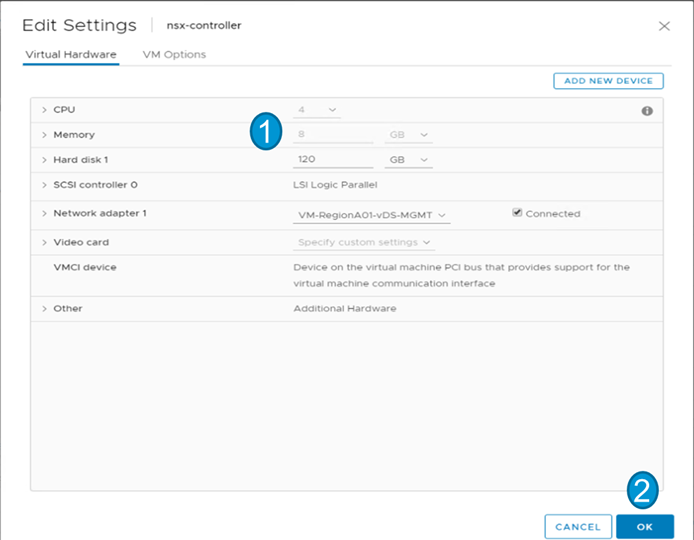 Edit Settings | nsx-controller
Virtual Hardware VM Options
ADD NEW DEVICE
CPU 4
1
Memory 8 GB
Hard disk 1 120 GB
SCSI controller 0 LSI Logic Parallel
Network adapter 1 VM-RegionA01-vDS-MGMT Connected
Video card Specify custom settings
VMCI device Device on the virtual machine PCI bus that provides support for the
virtual machine communication interface
Other Additional Hardware
2
CANCEL OK